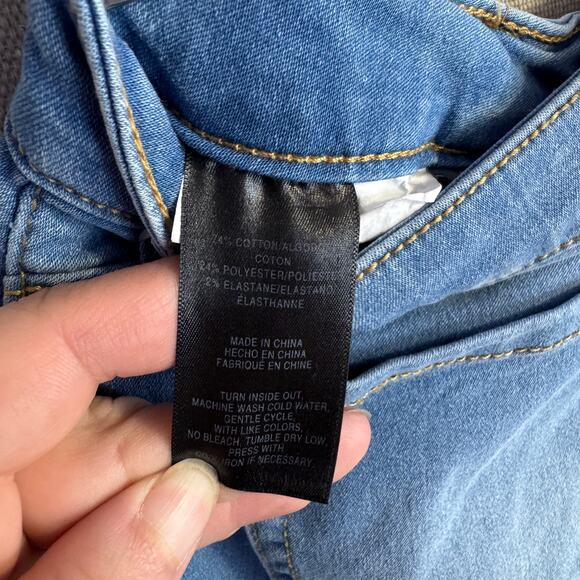 74% COTTON/ALGODÓN
COTON
24% POLYESTER/POLIESTER
2% ELASTANE/ELASTANO
ÉLASTHANNE
MADE IN CHINA
HECHO EN CHINA
FABRIQUÉ EN CHINE
TURN INSIDE OUT,
MACHINE WASH COLD WATER,
GENTLE CYCLE,
WITH LIKE COLORS,
NO BLEACH, TUMBLE DRY LOW,
PRESS WITH
IRON IF NECESSARY.